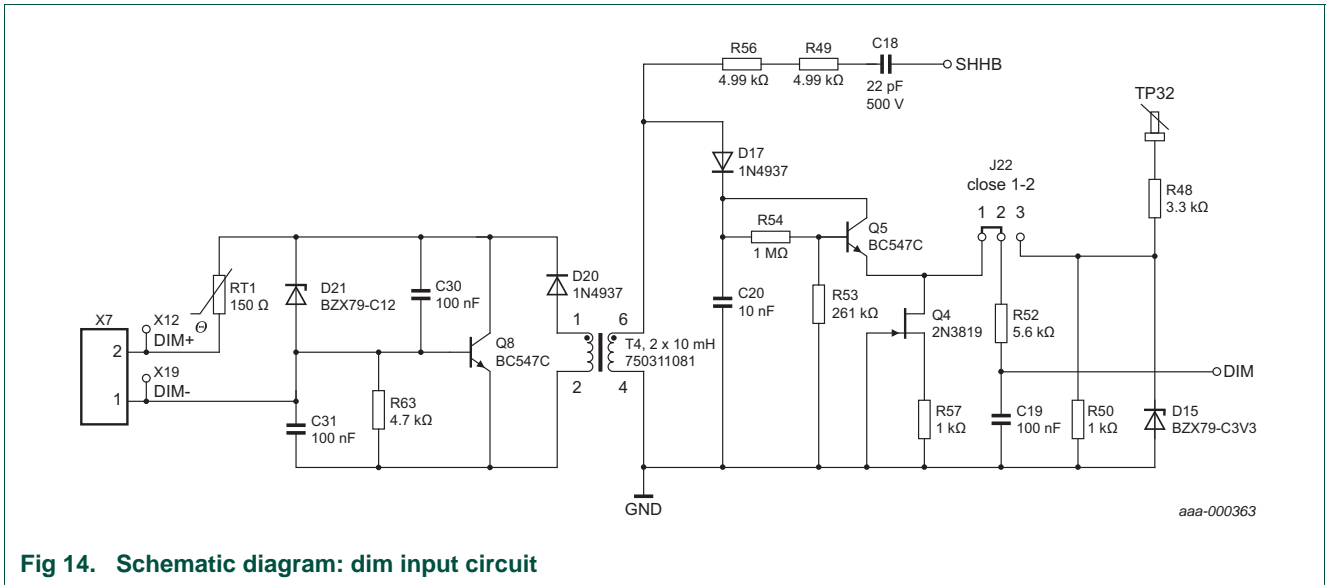 R56
4.99 kΩ
R49
4.99 kΩ
C18
22 pF
500 V
SHHB
TP32
D17
1N4937
J22
close 1-2
1 2 3
R48
3.3 kΩ
R54
1 MΩ
Q5
BC547C
RT1
150 Ω
Θ
D21
BZX79-C12
C30
100 nF
D20
1N4937
C20
10 nF
R53
261 kΩ
Q4
2N3819
R52
5.6 kΩ
X7
2
1
X12
DIM+
X19
DIM-
Q8
BC547C
1
6
T4, 2 x 10 mH
750311081
2
4
DIM
C31
100 nF
R63
4.7 kΩ
R57
1 kΩ
C19
100 nF
R50
1 kΩ
D15
BZX79-C3V3
GND
aaa-000363
Fig 14. Schematic diagram: dim input circuit